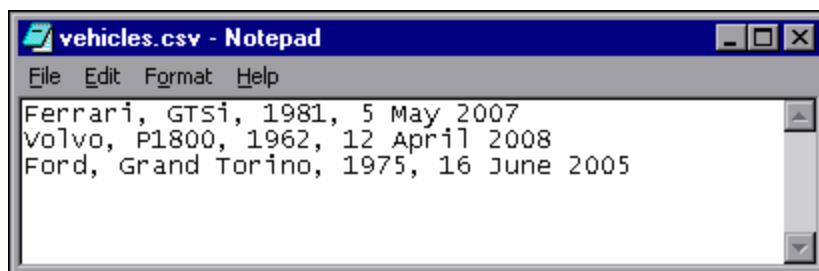 vehicles.csv - Notepad
File Edit Format Help
Ferrari, GTSi, 1981, 5 May 2007
Volvo, P1800, 1962, 12 April 2008
Ford, Grand Torino, 1975, 16 June 2005